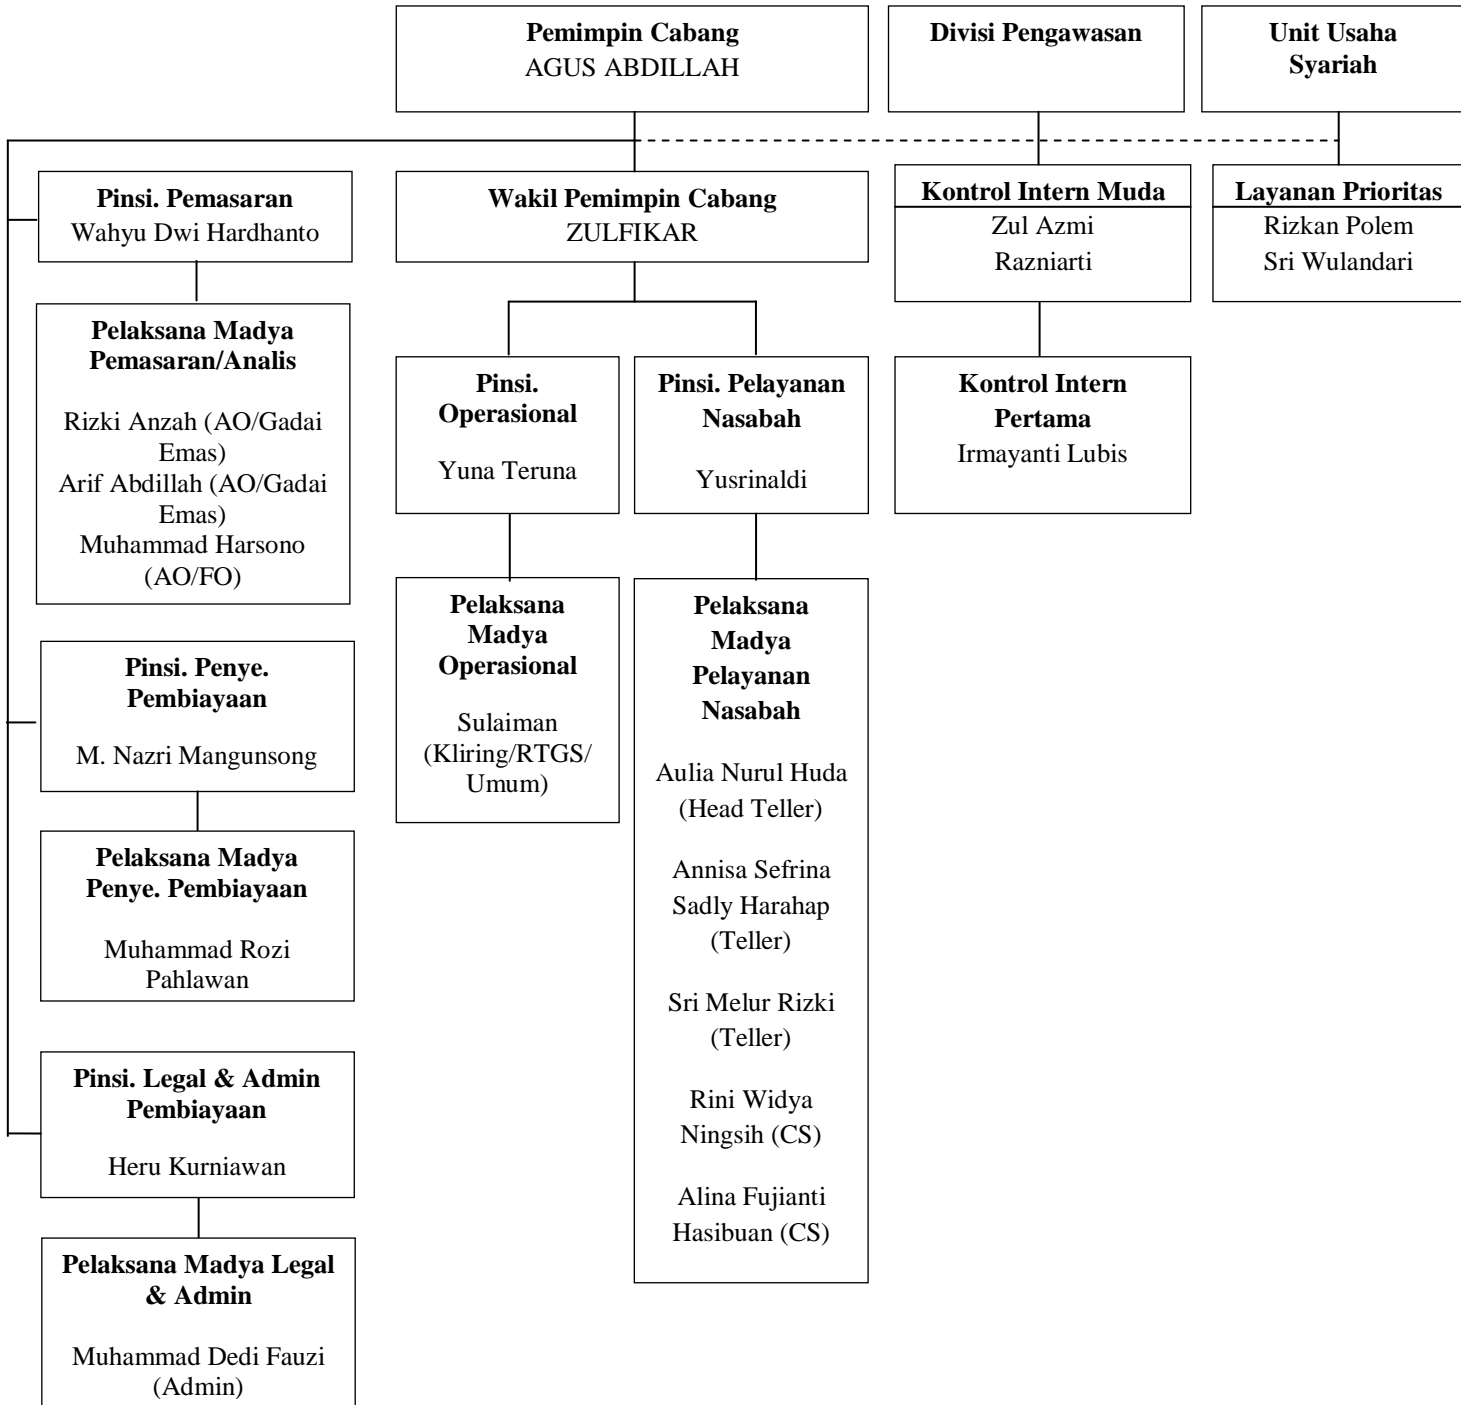 Pemimpin Cabang
AGUS ABDILLAH
Divisi Pengawasan
Unit Usaha
Syariah
Pinsi. Pemasaran
Wahyu Dwi Hardhanto
Wakil Pemimpin Cabang
ZULFIKAR
Kontrol Intern Muda
Zul Azmi
Razniarti
Layanan Prioritas
Rizkan Polem
Sri Wulandari
Pelaksana Madya
Pemasaran/Analis
Rizki Anzah (AO/Gadai
Emas)
Arif Abdillah (AO/Gadai
Emas)
Muhammad Harsono
(AO/FO)
Pinsi.
Operasional
Yuna Teruna
Pinsi. Pelayanan
Nasabah
Yusrinaldi
Kontrol Intern
Pertama
Irmayanti Lubis
Pelaksana
Madya
Operasional
Sulaiman
(Kliring/RTGS/
Umum)
Pelaksana
Madya
Pelayanan
Nasabah
Aulia Nurul Huda
(Head Teller)
Annisa Sefrina
Sadly Harahap
(Teller)
Sri Melur Rizki
(Teller)
Rini Widya
Ningsih (CS)
Alina Fujianti
Hasibuan (CS)
Pinsi. Penye.
Pembiayaan
M. Nazri Mangunsong
Pelaksana Madya
Penye. Pembiayaan
Muhammad Rozi
Pahlawan
Pinsi. Legal & Admin
Pembiayaan
Heru Kurniawan
Pelaksana Madya Legal
& Admin
Muhammad Dedi Fauzi
(Admin)